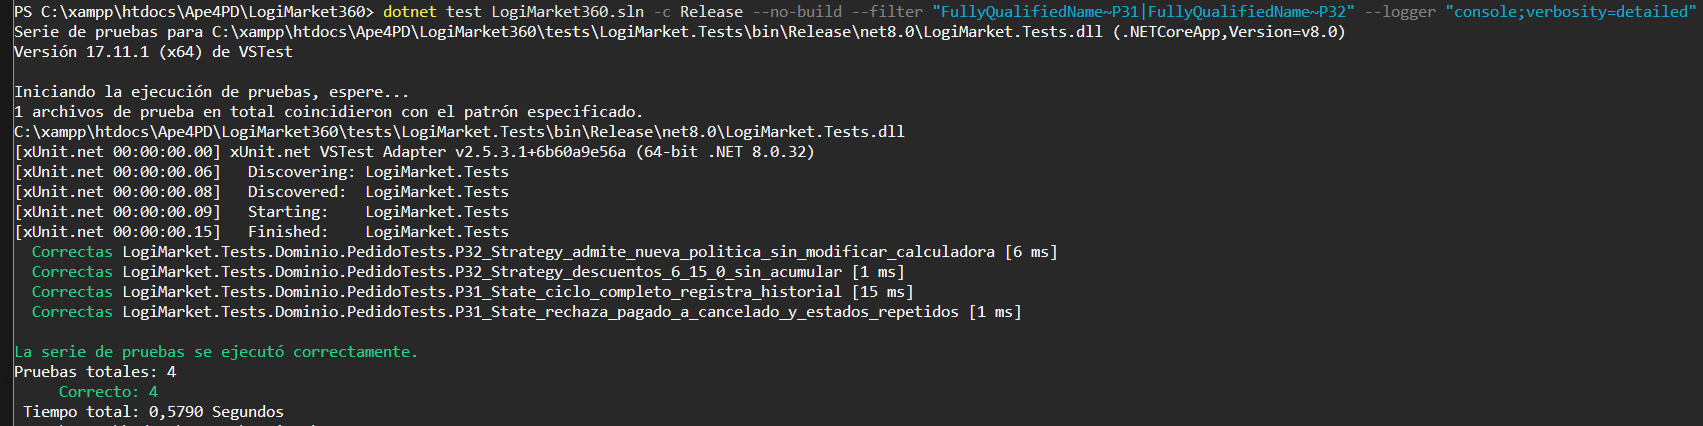 PS C:\xampp\htdocs\Ape4PD\LogiMarket360> dotnet test LogiMarket360.sln -c Release --no-build --filter "FullyQualifiedName~P31|FullyQualifiedName~P32" --logger "console;verbosity=detailed"
Serie de pruebas para C:\xampp\htdocs\Ape4PD\LogiMarket360\tests\LogiMarket.Tests\bin\Release\net8.0\LogiMarket.Tests.dll (.NETCoreApp,Version=v8.0)
Versión 17.11.1 (x64) de VSTest
Iniciando la ejecución de pruebas, espere...
1 archivos de prueba en total coincidieron con el patrón especificado.
C:\xampp\htdocs\Ape4PD\LogiMarket360\tests\LogiMarket.Tests\bin\Release\net8.0\LogiMarket.Tests.dll
[xUnit.net 00:00:00.00] xUnit.net VSTest Adapter v2.5.3.1+6b60a9e56a (64-bit .NET 8.0.32)
[xUnit.net 00:00:00.06]   Discovering: LogiMarket.Tests
[xUnit.net 00:00:00.08]   Discovered:  LogiMarket.Tests
[xUnit.net 00:00:00.09]   Starting:    LogiMarket.Tests
[xUnit.net 00:00:00.15]   Finished:    LogiMarket.Tests
  Correctas LogiMarket.Tests.Dominio.PedidoTests.P32_Strategy_admite_nueva_politica_sin_modificar_calculadora [6 ms]
  Correctas LogiMarket.Tests.Dominio.PedidoTests.P32_Strategy_descuentos_6_15_0_sin_acumular [1 ms]
  Correctas LogiMarket.Tests.Dominio.PedidoTests.P31_State_ciclo_completo_registra_historial [15 ms]
  Correctas LogiMarket.Tests.Dominio.PedidoTests.P31_State_rechaza_pagado_a_cancelado_y_estados_repetidos [1 ms]
La serie de pruebas se ejecutó correctamente.
Pruebas totales: 4
     Correcto: 4
 Tiempo total: 0,5790 Segundos